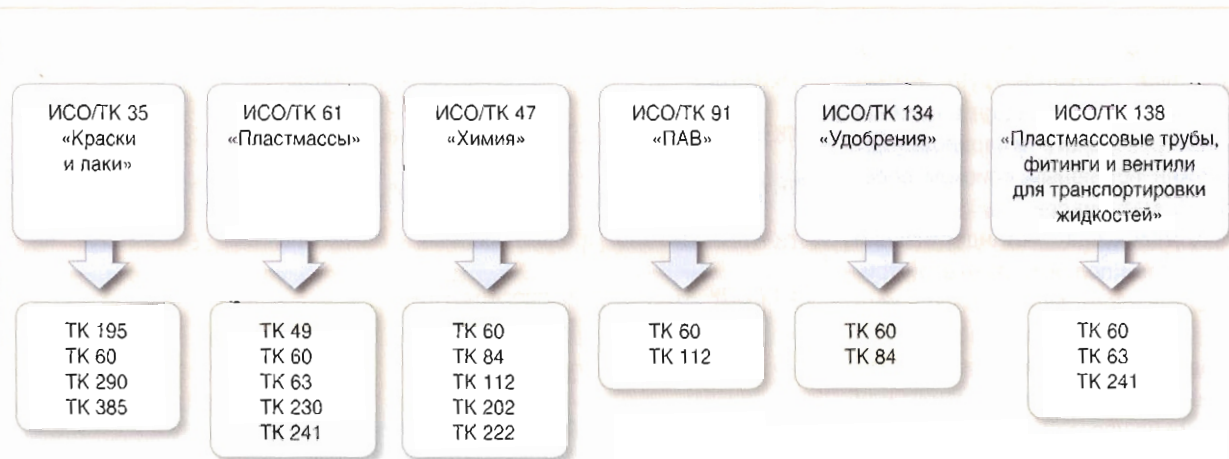 ИСО/ТК 35
«Краски
и лаки»
ИСО/ТК 61
«Пластмассы»
ИСО/ТК 47
«Химия»
ИСО/ТК 91
«ПАВ»
ИСО/ТК 134
«Удобрения»
ИСО/ТК 138
«Пластмассовые трубы,
фитинги и вентили
для транспортировки
жидкостей»
ТК 195
ТК 60
ТК 290
ТК 385
ТК 49
ТК 60
ТК 63
ТК 230
ТК 241
ТК 60
ТК 84
ТК 112
ТК 202
ТК 222
ТК 60
ТК 112
ТК 60
ТК 84
ТК 60
ТК 63
ТК 241